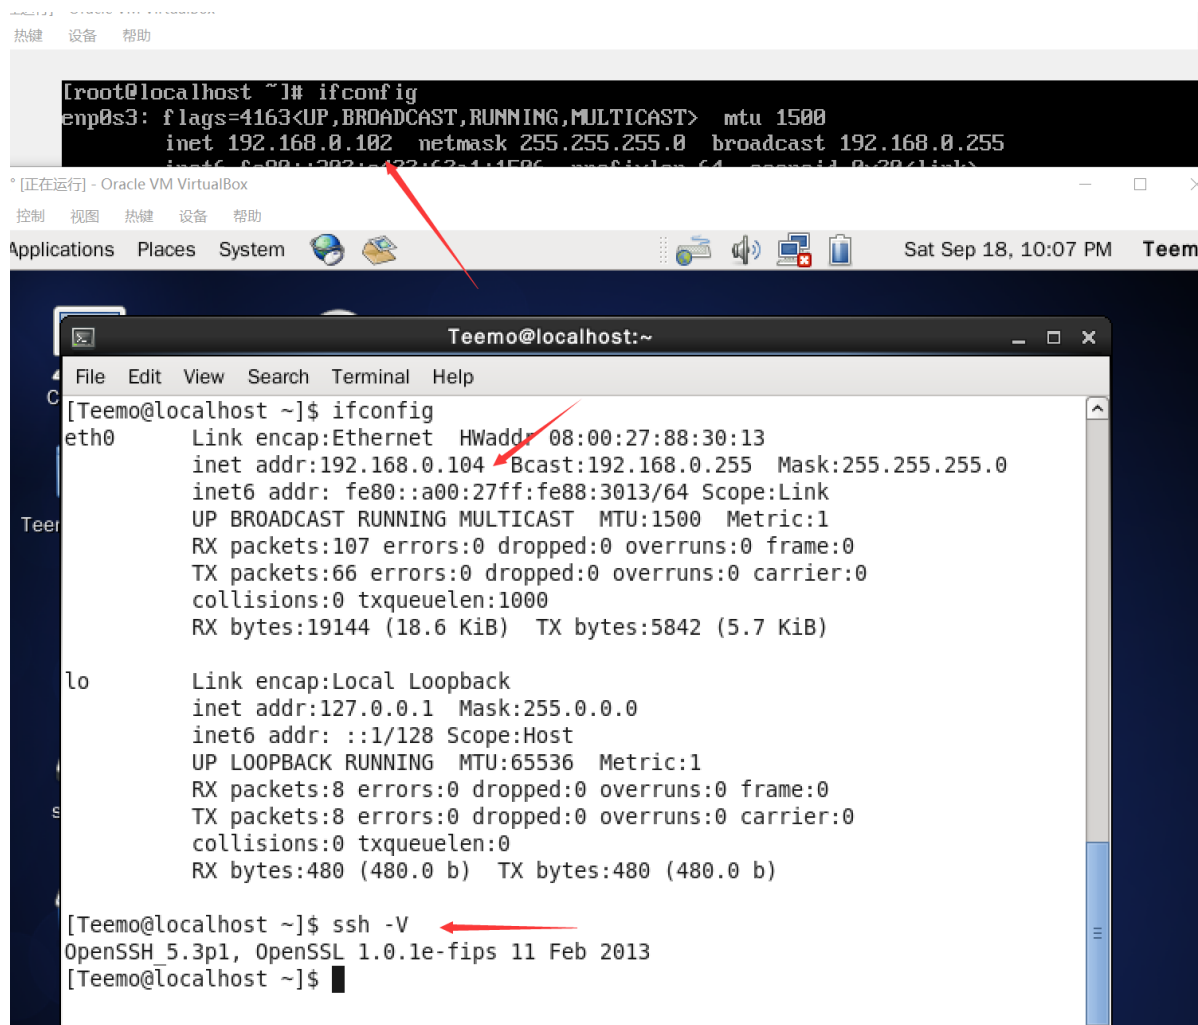 热键 设备 帮助
[root@localhost ~]# ifconfig
enp0s3: flags=4163<UP,BROADCAST,RUNNING,MULTICAST>  mtu 1500
inet 192.168.0.102  netmask 255.255.255.0  broadcast 192.168.0.255
[正在运行] - Oracle VM VirtualBox
控制 视图 热键 设备 帮助
Applications Places System Sat Sep 18, 10:07 PM Teem
Teemo@localhost:~
File Edit View Search Terminal Help
[Teemo@localhost ~]$ ifconfig
eth0      Link encap:Ethernet  HWaddr 08:00:27:88:30:13
inet addr:192.168.0.104  Bcast:192.168.0.255  Mask:255.255.255.0
inet6 addr: fe80::a00:27ff:fe88:3013/64 Scope:Link
UP BROADCAST RUNNING MULTICAST  MTU:1500  Metric:1
RX packets:107 errors:0 dropped:0 overruns:0 frame:0
TX packets:66 errors:0 dropped:0 overruns:0 carrier:0
collisions:0 txqueuelen:1000
RX bytes:19144 (18.6 KiB)  TX bytes:5842 (5.7 KiB)
lo        Link encap:Local Loopback
inet addr:127.0.0.1  Mask:255.0.0.0
inet6 addr: ::1/128 Scope:Host
UP LOOPBACK RUNNING  MTU:65536  Metric:1
RX packets:8 errors:0 dropped:0 overruns:0 frame:0
TX packets:8 errors:0 dropped:0 overruns:0 carrier:0
collisions:0 txqueuelen:0
RX bytes:480 (480.0 b)  TX bytes:480 (480.0 b)
[Teemo@localhost ~]$ ssh -V
OpenSSH_5.3p1, OpenSSL 1.0.1e-fips 11 Feb 2013
[Teemo@localhost ~]$